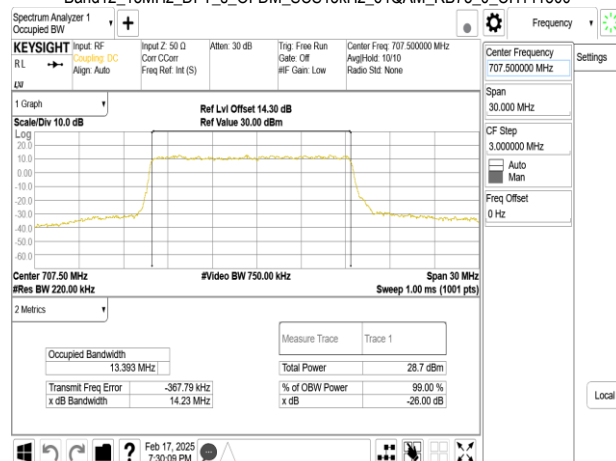 Spectrum Analyzer 1
Occupied BW
+
Frequency
KEYSIGHT
RL
Input: RF
Coupling: DC
Align: Auto
Input Z: 50 Ω
Corr CCorr
Freq Ref: Int (S)
Atten: 30 dB
Trig: Free Run
Gate: Off
#IF Gain: Low
Center Freq: 707.500000 MHz
Avg|Hold: 10/10
Radio Std: None
Center Frequency
707.500000 MHz
Settings
Span
30.000 MHz
CF Step
3.000000 MHz
Auto
Man
Freq Offset
0 Hz
Local
1 Graph
Scale/Div 10.0 dB
Ref Lvl Offset 14.30 dB
Ref Value 30.00 dBm
Log
20.0
10.0
0.00
-10.0
-20.0
-30.0
-40.0
-50.0
-60.0
Center 707.50 MHz
#Res BW 220.00 kHz
#Video BW 750.00 kHz
Span 30 MHz
Sweep 1.00 ms (1001 pts)
2 Metrics
Measure Trace Trace 1
Occupied Bandwidth
13.393 MHz
Total Power 28.7 dBm
Transmit Freq Error -367.79 kHz
% of OBW Power 99.00 %
x dB Bandwidth 14.23 MHz
x dB -26.00 dB
?
Feb 17, 2025
7:30:09 PM